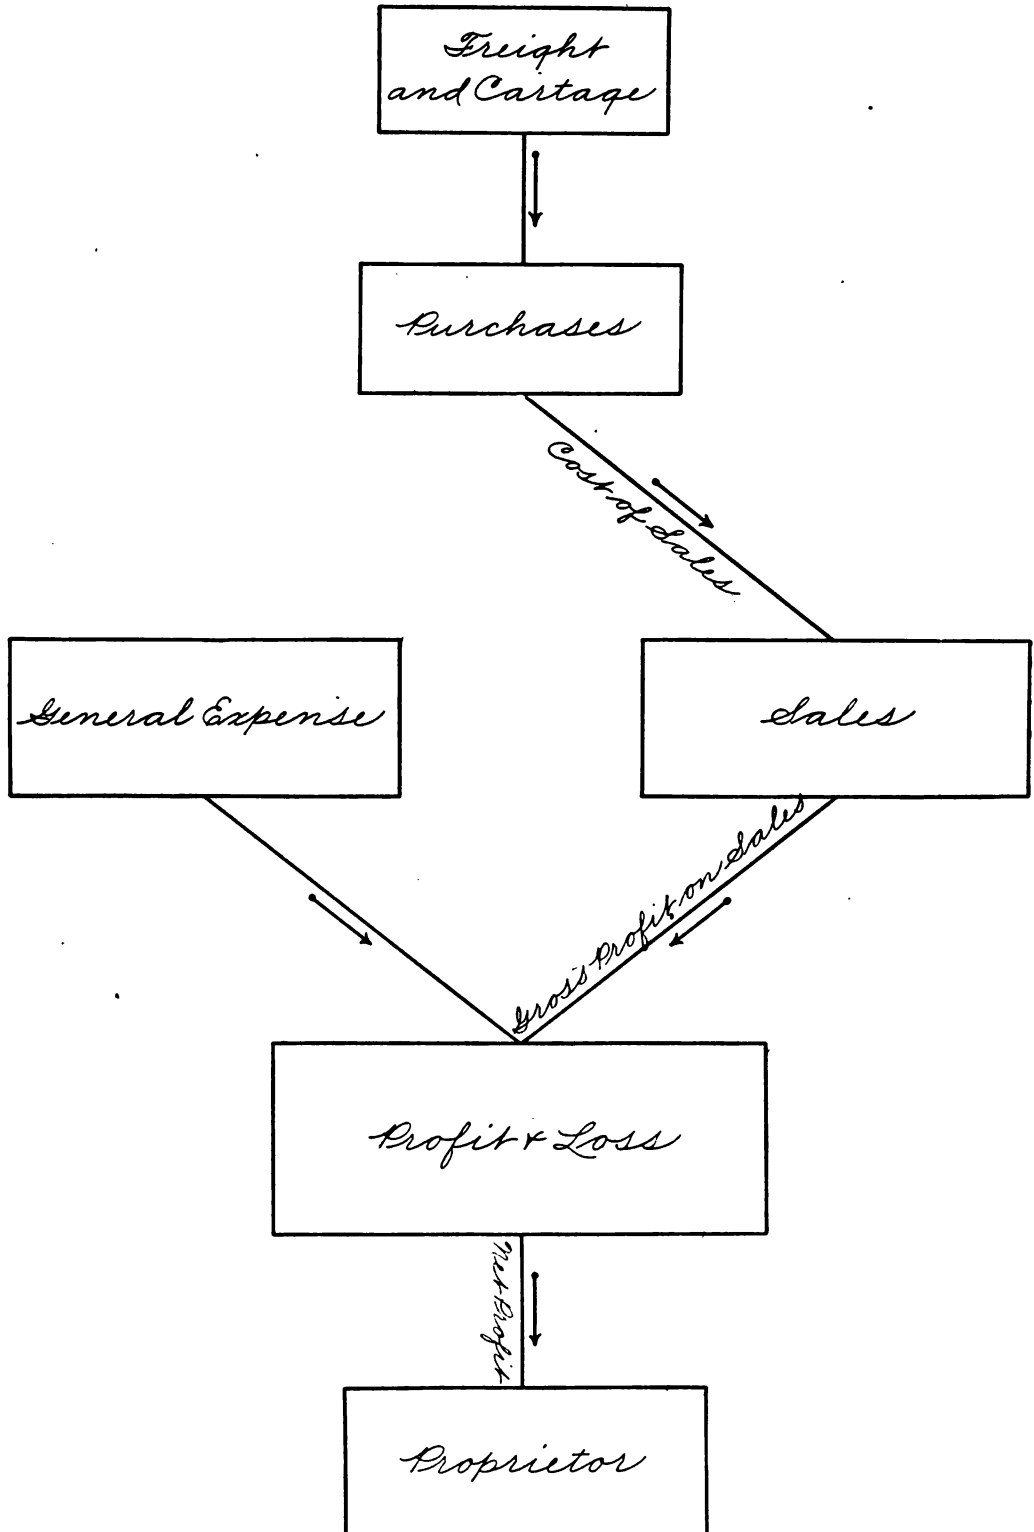 Freight
and Cartage
Purchases
Cost of Sales
General Expense
Sales
Gross Profit on Sales
Profit & Loss
Net Profit
Proprietor